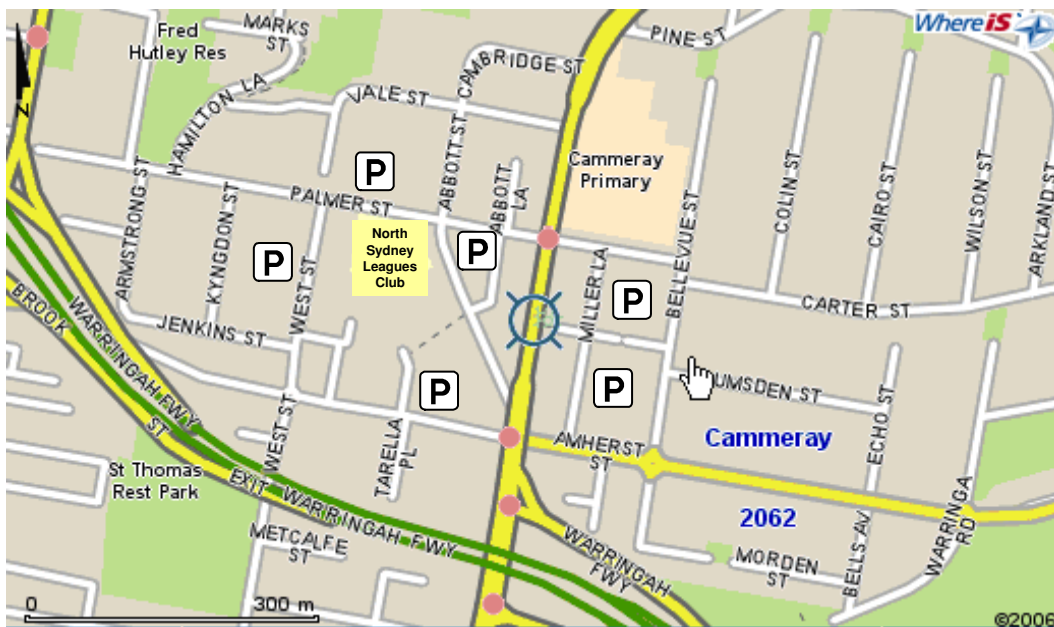 WhereiS
MARKS
ST
Fred
Hutley Res
PINE ST
CAMBRIDGE ST
HAMILTON LA
VALE ST
Z
Cammeray
Primary
P
ABBOTT ST
ABBOTT
LA
ARMSTRONG ST
KYNGDON ST
PALMER ST
COLIN ST
CAIRO ST
WILSON ST
ARKLAND ST
BELLEVUE ST
North
Sydney
Leagues
Club
P
P
WEST ST
MILLER LA
P
CARTER ST
BROOK
ST
WARRINGAH FWY
JENKINS ST
P
P
UMSDEN ST
WEST ST
TARELLA
PL
AMHERST
ST
Cammeray
ECHO ST
St Thomas
Rest Park
EXIT
WARRINGAH FWY
2062
WARRINGA
RD
METCALFE
ST
WARRINGAH
FWY
MORDEN
ST
BELLS AV
0
300 m
©2006